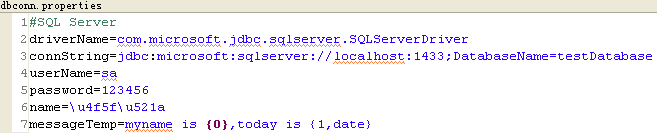 dbconn.properties
1 #SQL Server
2 driverName=com.microsoft.jdbc.sqlserver.SQLServerDriver
3 connString=jdbc:microsoft:sqlserver://localhost:1433;DatabaseName=testDatabase
4 userName=sa
5 password=123456
6 name=\u4f5f\u521a
7 messageTemp=myname is {0},today is {1,date}